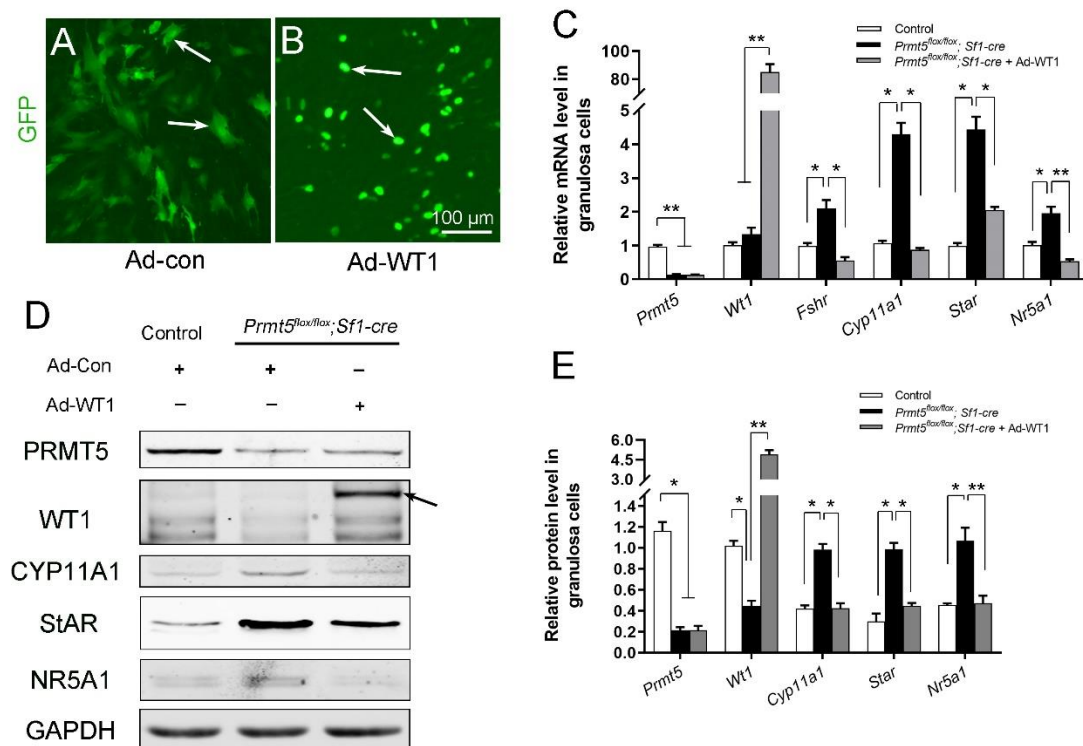 A
B
GFP
100 µm
Ad-con
Ad-WT1
C
Control
Prmt5flox/flox; Sf1-cre
Prmt5flox/flox;Sf1-cre + Ad-WT1
Relative mRNA level in
granulosa cells
100
80
60
6
4
2
1
0
**
**
*
*
*
*
*
*
*
**
Prmt5
Wt1
Fshr
Cyp11a1
Star
Nr5a1
D
Control
Prmt5flox/flox;Sf1-cre
Ad-Con + + –
Ad-WT1 – – +
PRMT5
WT1
CYP11A1
StAR
NR5A1
GAPDH
E
Control
Prmt5flox/flox; Sf1-cre
Prmt5flox/flox;Sf1-cre + Ad-WT1
Relative protein level in
granulosa cells
6.0
4.5
3.0
1.4
1.2
1.0
0.8
0.6
0.4
0.2
0.0
*
*
**
*
*
*
*
*
**
Prmt5
Wt1
Cyp11a1
Star
Nr5a1